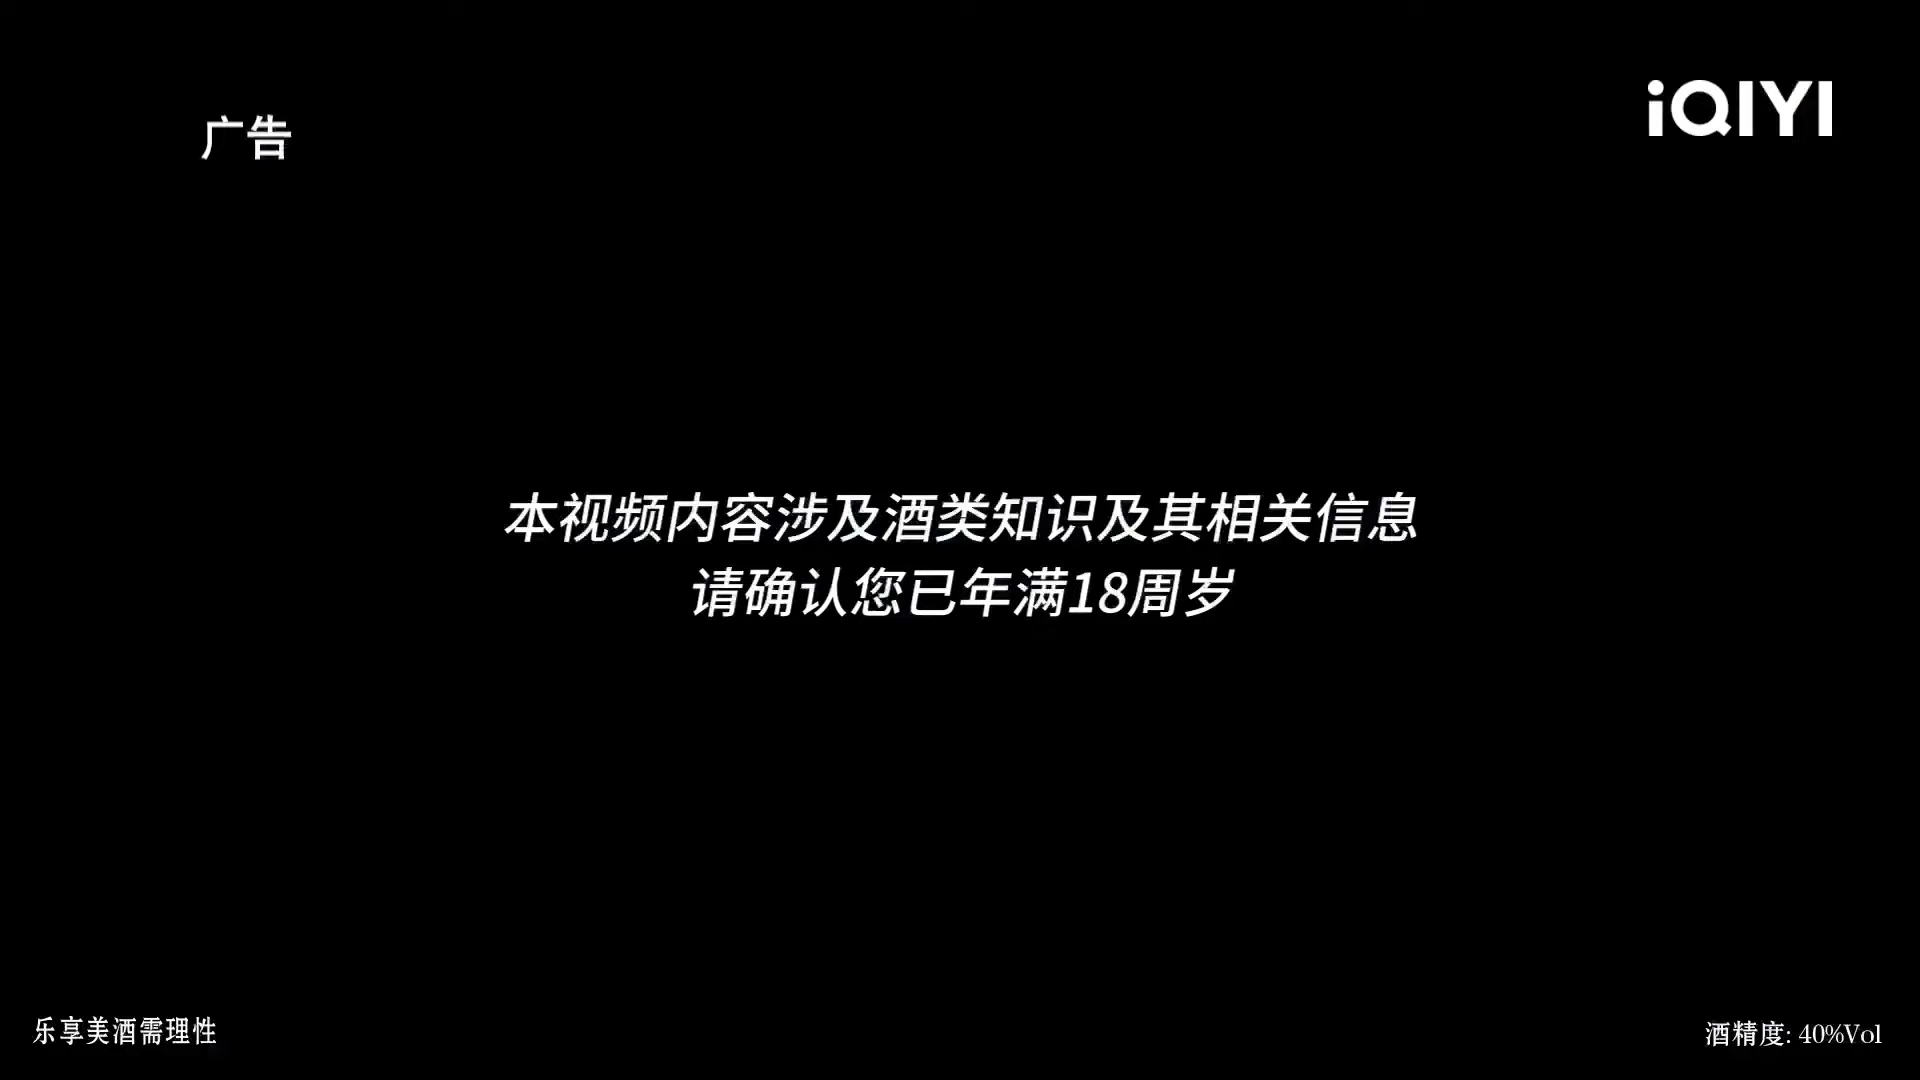 广告
iQIYI
本视频内容涉及酒类知识及其相关信息
请确认您已年满18周岁
乐享美酒需理性
酒精度: 40%Vol